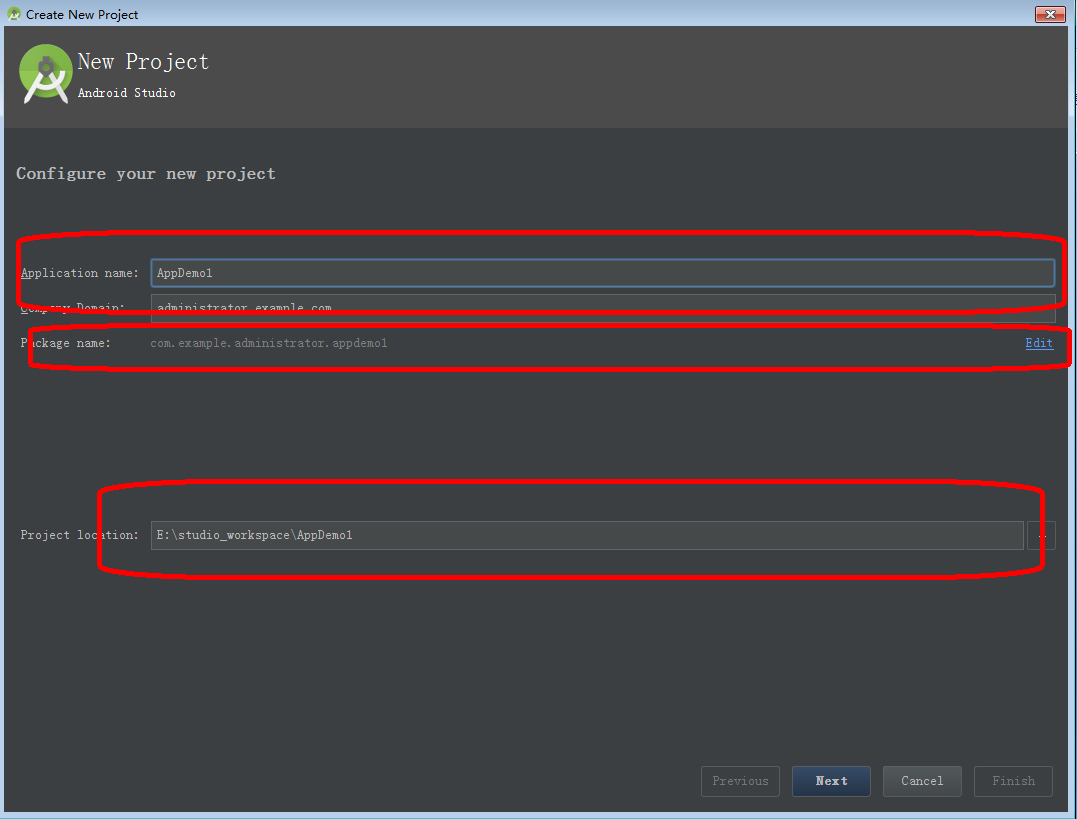 Create New Project
New Project
Android Studio
Configure your new project
Application name: AppDemo1
Company Domain: administrator.example.com
Package name: com.example.administrator.appdemo1 Edit
Project location: E:\studio_workspace\AppDemo1
Previous Next Cancel Finish